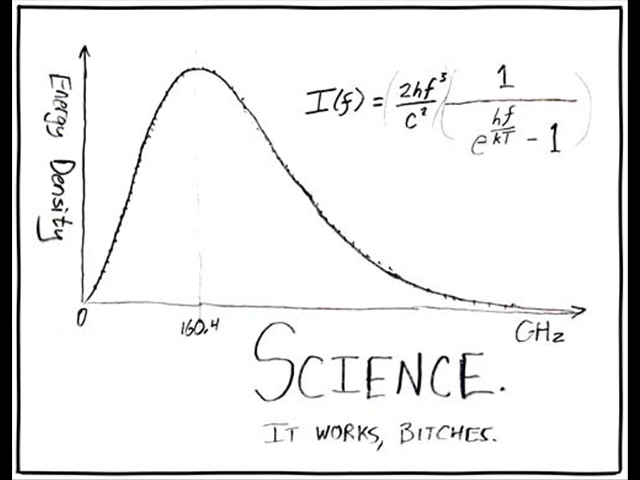 Energy Density
I(f) = (2hf³/c²)(1/(e^(hf/kT) - 1))
0
160.4
GHz
SCIENCE.
IT WORKS, BITCHES.